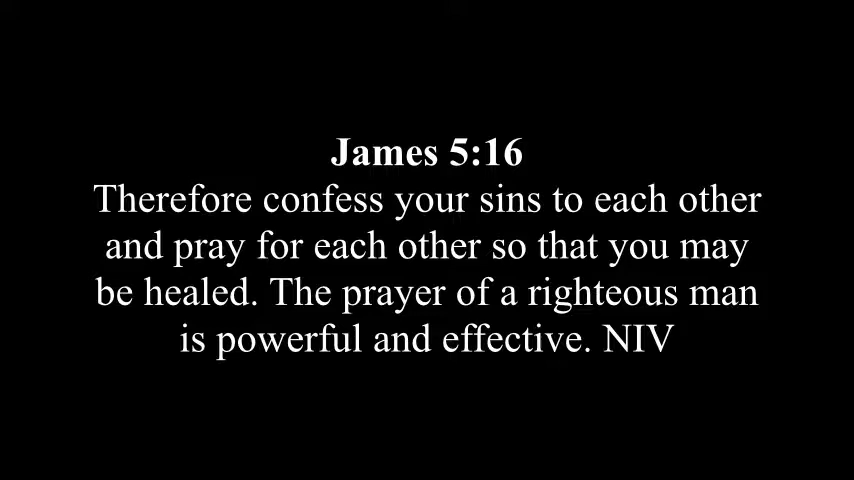 James 5:16
Therefore confess your sins to each other
and pray for each other so that you may
be healed. The prayer of a righteous man
is powerful and effective. NIV